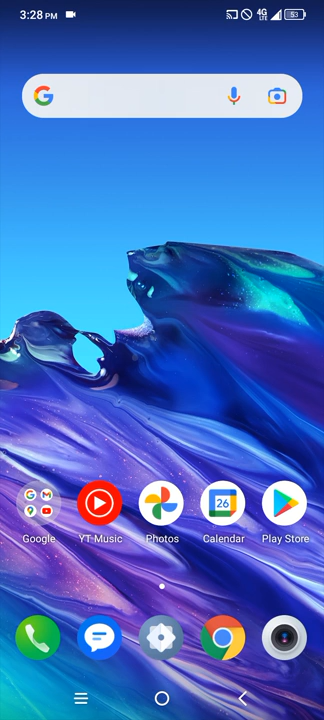 3:28 PM
4G
LTE
53
G
26
Google
YT Music
Photos
Calendar
Play Store